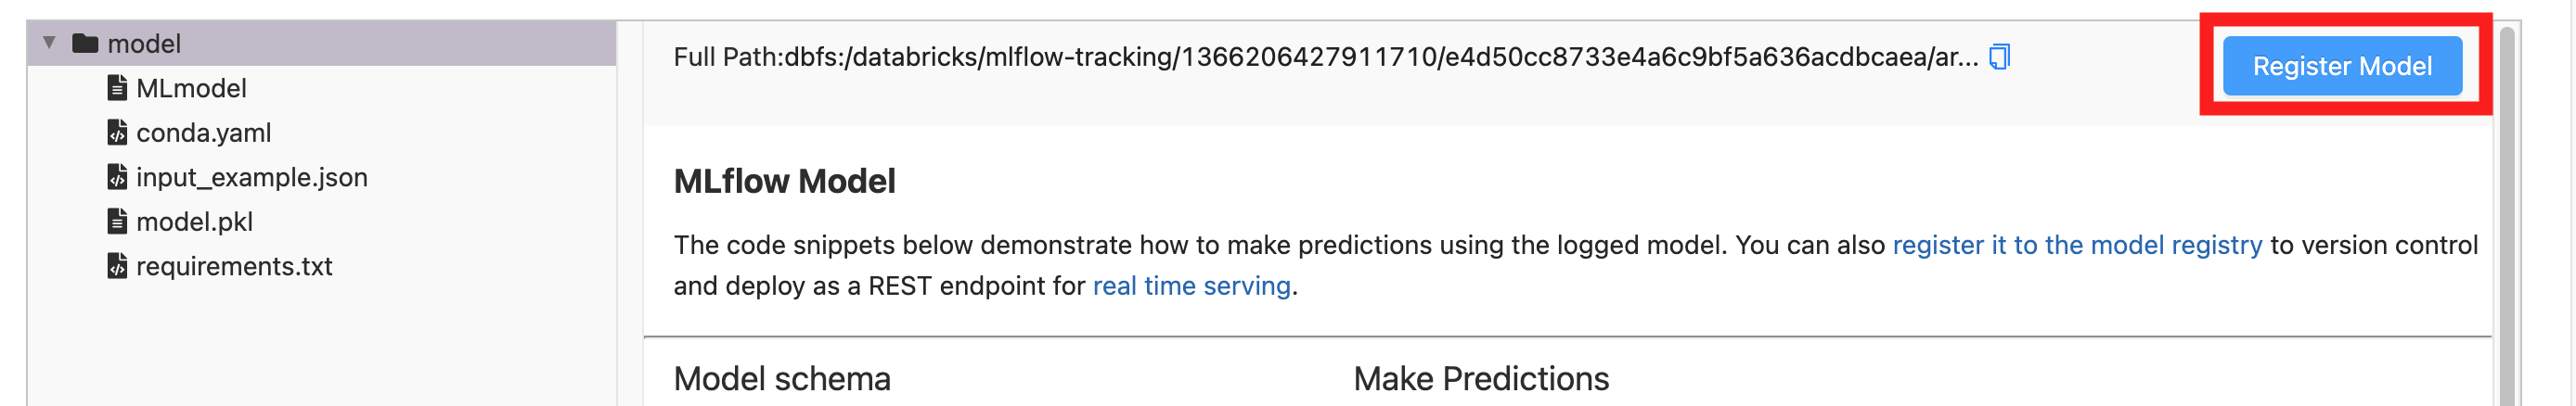 model
MLmodel
conda.yaml
input_example.json
model.pkl
requirements.txt
Full Path:dbfs:/databricks/mlflow-tracking/1366206427911710/e4d50cc8733e4a6c9bf5a636acdbcaea/ar...
Register Model
MLflow Model
The code snippets below demonstrate how to make predictions using the logged model. You can also register it to the model registry to version control
and deploy as a REST endpoint for real time serving.
Model schema
Make Predictions